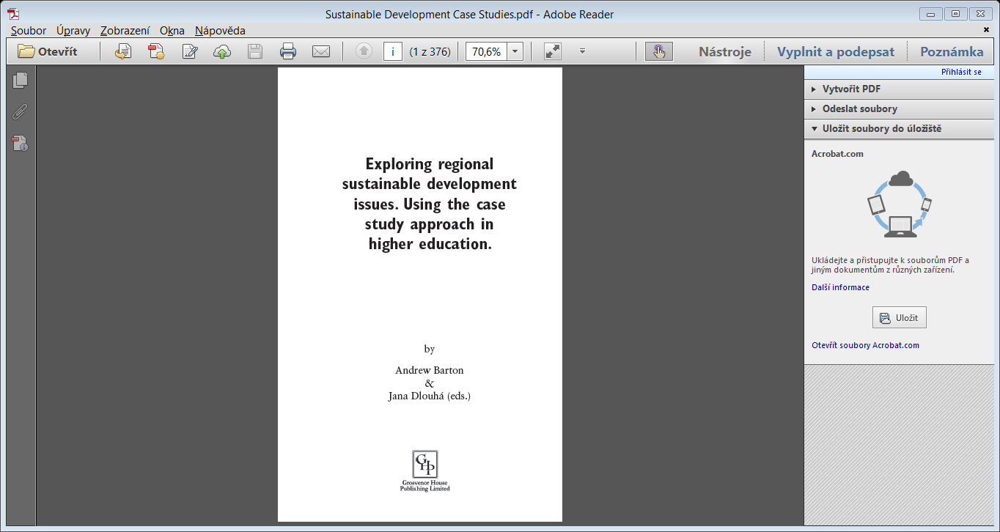 Sustainable Development Case Studies.pdf - Adobe Reader
Soubor Úpravy Zobrazení Okna Nápověda
Otevřít i (1 z 376) 70,6% Nástroje Vyplnit a podepsat Poznámka
Přihlásit se
Vytvořit PDF
Odeslat soubory
Uložit soubory do úložiště
Acrobat.com
Ukládejte a přistupujte k souborům PDF a
jiným dokumentům z různých zařízení.
Další informace
Uložit
Otevřít soubory Acrobat.com
Exploring regional
sustainable development
issues. Using the case
study approach in
higher education.
by
Andrew Barton
&
Jana Dlouhá (eds.)
GHP
Grosvenor House
Publishing Limited